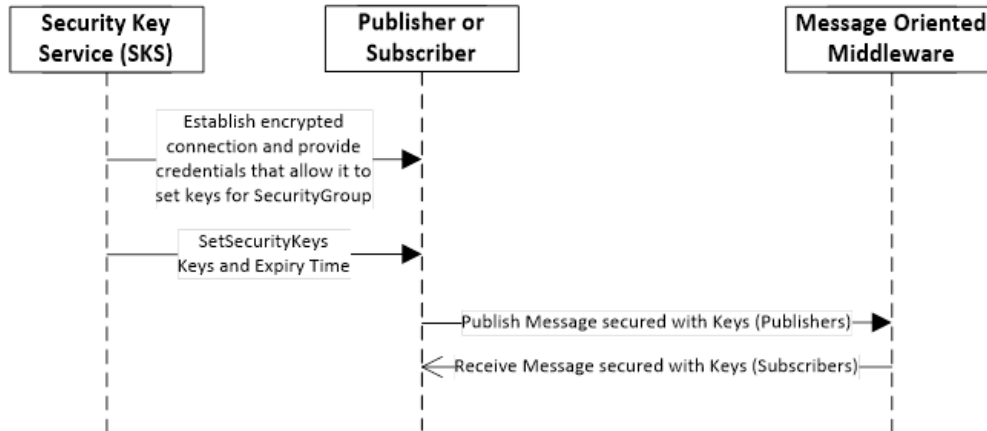 Security Key
Service (SKS)
Publisher or
Subscriber
Message Oriented
Middleware
Establish encrypted
connection and provide
credentials that allow it to
set keys for SecurityGroup
SetSecurityKeys
Keys and Expiry Time
Publish Message secured with Keys (Publishers)
Receive Message secured with Keys (Subscribers)